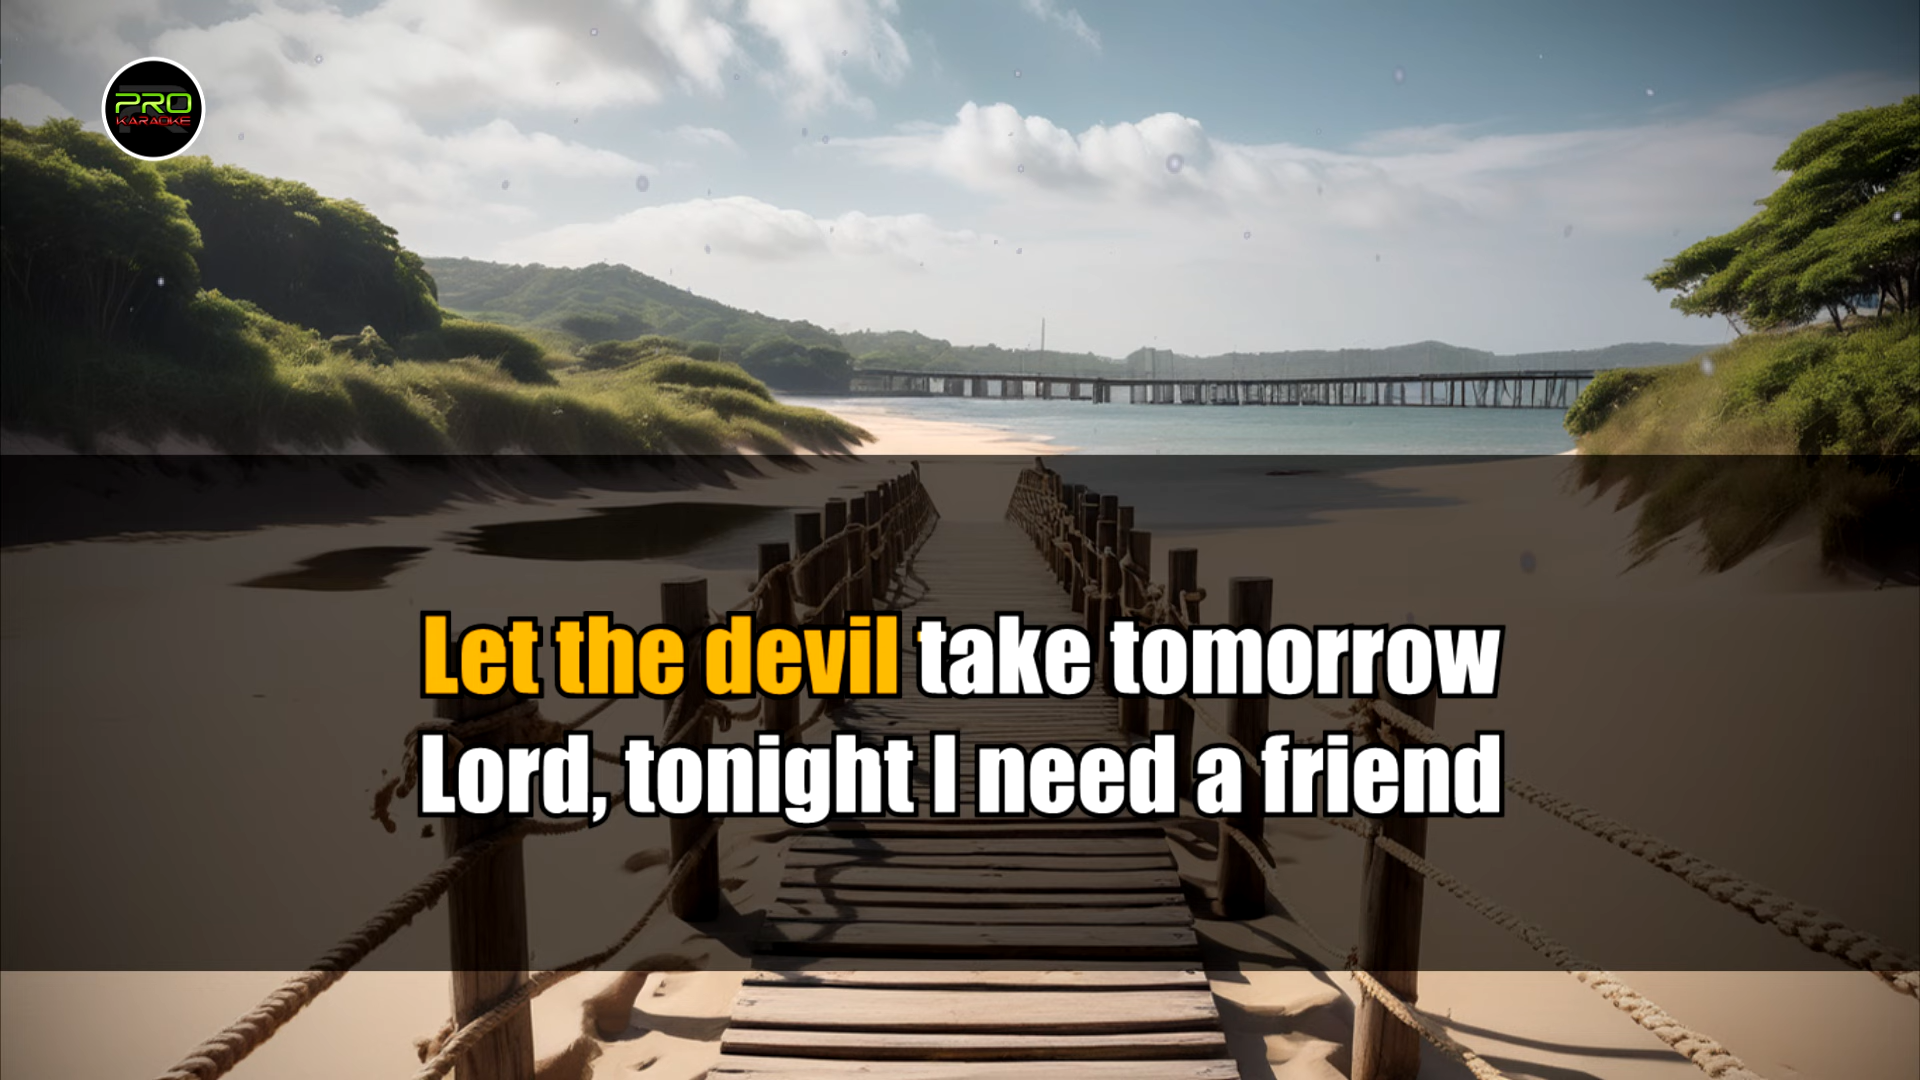 PRO
KARAOKE
Let the devil take tomorrow
Lord, tonight I need a friend